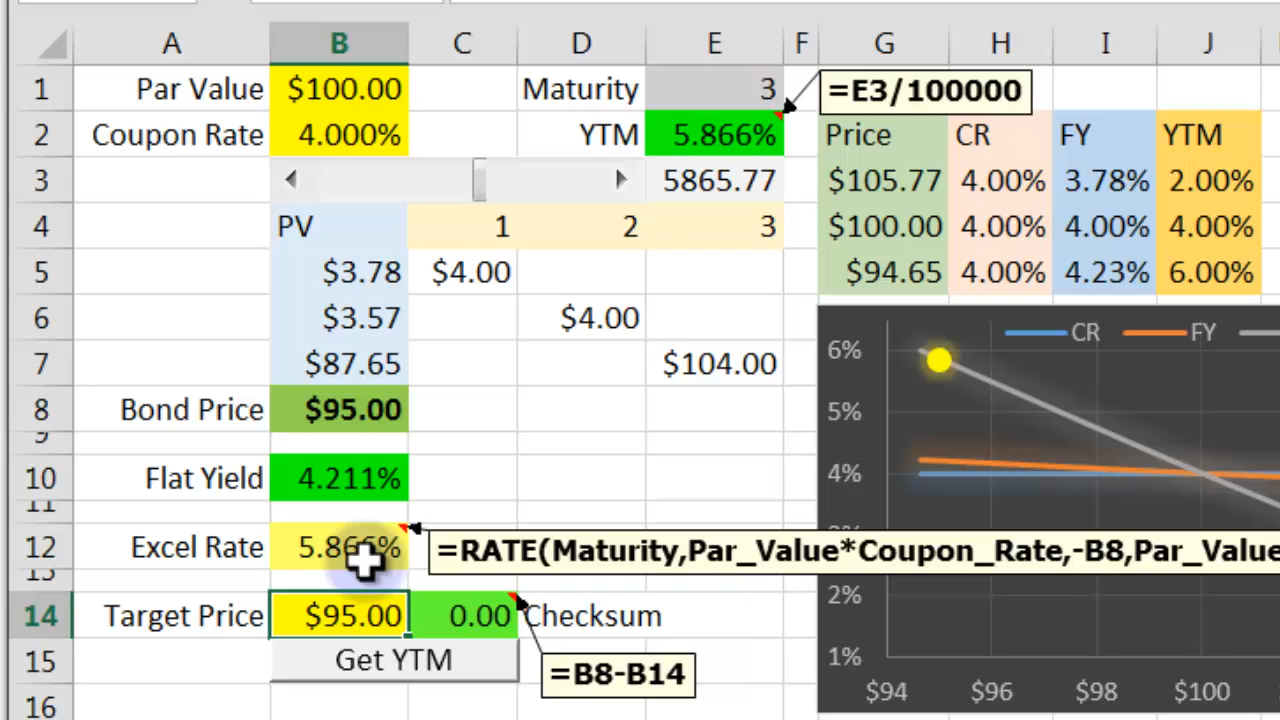 A B C D E F G H I J
1 Par Value $100.00 Maturity 3 =E3/100000
2 Coupon Rate 4.000% YTM 5.866% Price CR FY YTM
3 5865.77 $105.77 4.00% 3.78% 2.00%
4 PV 1 2 3 $100.00 4.00% 4.00% 4.00%
5 $3.78 $4.00 $94.65 4.00% 4.23% 6.00%
6 $3.57 $4.00
7 $87.65 $104.00
8 Bond Price $95.00
9
10 Flat Yield 4.211%
11
12 Excel Rate 5.866% =RATE(Maturity,Par_Value*Coupon_Rate,-B8,Par_Value
13
14 Target Price $95.00 0.00 Checksum
15 Get YTM =B8-B14
16
CR FY
6%
5%
4%
2%
1%
$94 $96 $98 $100